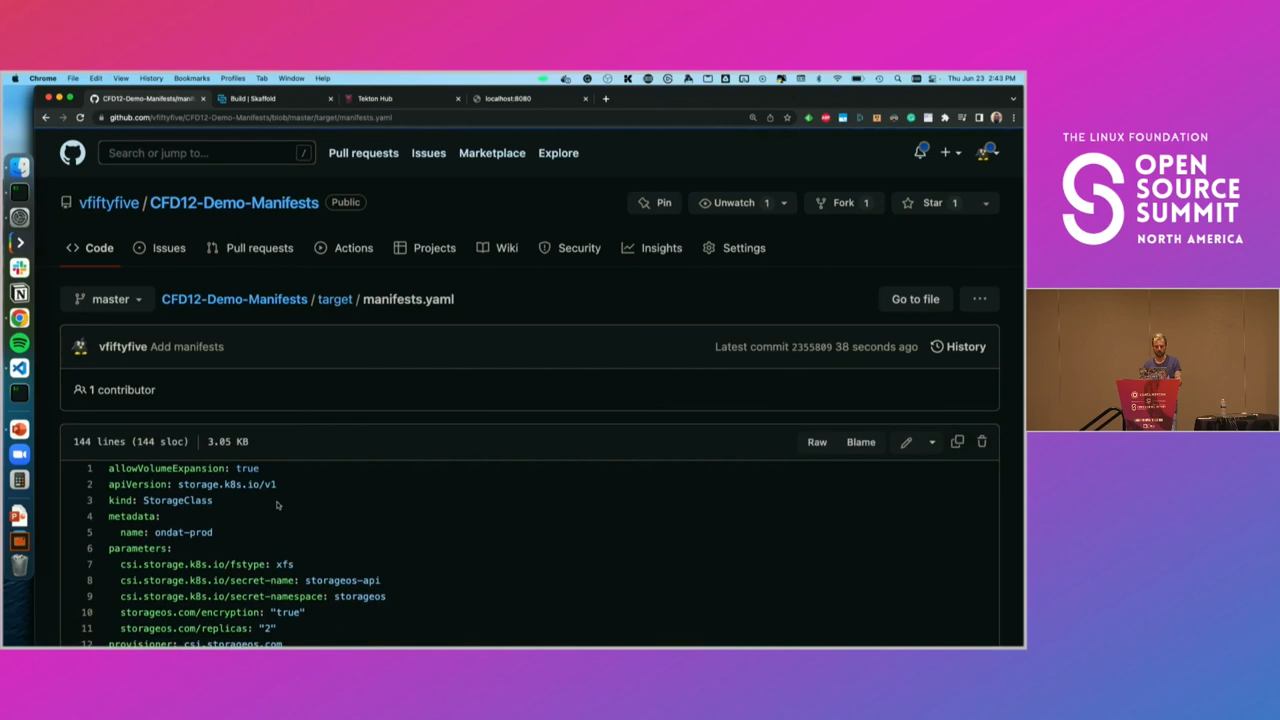 Chrome File Edit View History Bookmarks Profiles Tab Window Help Thu Jun 23 2:43 PM
CFD12-Demo-Manifests/mani Build | Skaffold Tekton Hub localhost:8080
github.com/vfiftyfive/CFD12-Demo-Manifests/blob/master/target/manifests.yaml
Search or jump to... / Pull requests Issues Marketplace Explore
vfiftyfive / CFD12-Demo-Manifests Public Pin Unwatch 1 Fork 1 Star 1
Code Issues Pull requests Actions Projects Wiki Security Insights Settings
master CFD12-Demo-Manifests / target / manifests.yaml Go to file ...
vfiftyfive Add manifests Latest commit 2355809 38 seconds ago History
1 contributor
144 lines (144 sloc) | 3.05 KB Raw Blame
1 allowVolumeExpansion: true
2 apiVersion: storage.k8s.io/v1
3 kind: StorageClass
4 metadata:
5 name: ondat-prod
6 parameters:
7 csi.storage.k8s.io/fstype: xfs
8 csi.storage.k8s.io/secret-name: storageos-api
9 csi.storage.k8s.io/secret-namespace: storageos
10 storageos.com/encryption: "true"
11 storageos.com/replicas: "2"
12 provisioner: csi.storageos.com
THE LINUX FOUNDATION
OPEN
SOURCE
SUMMIT
NORTH AMERICA